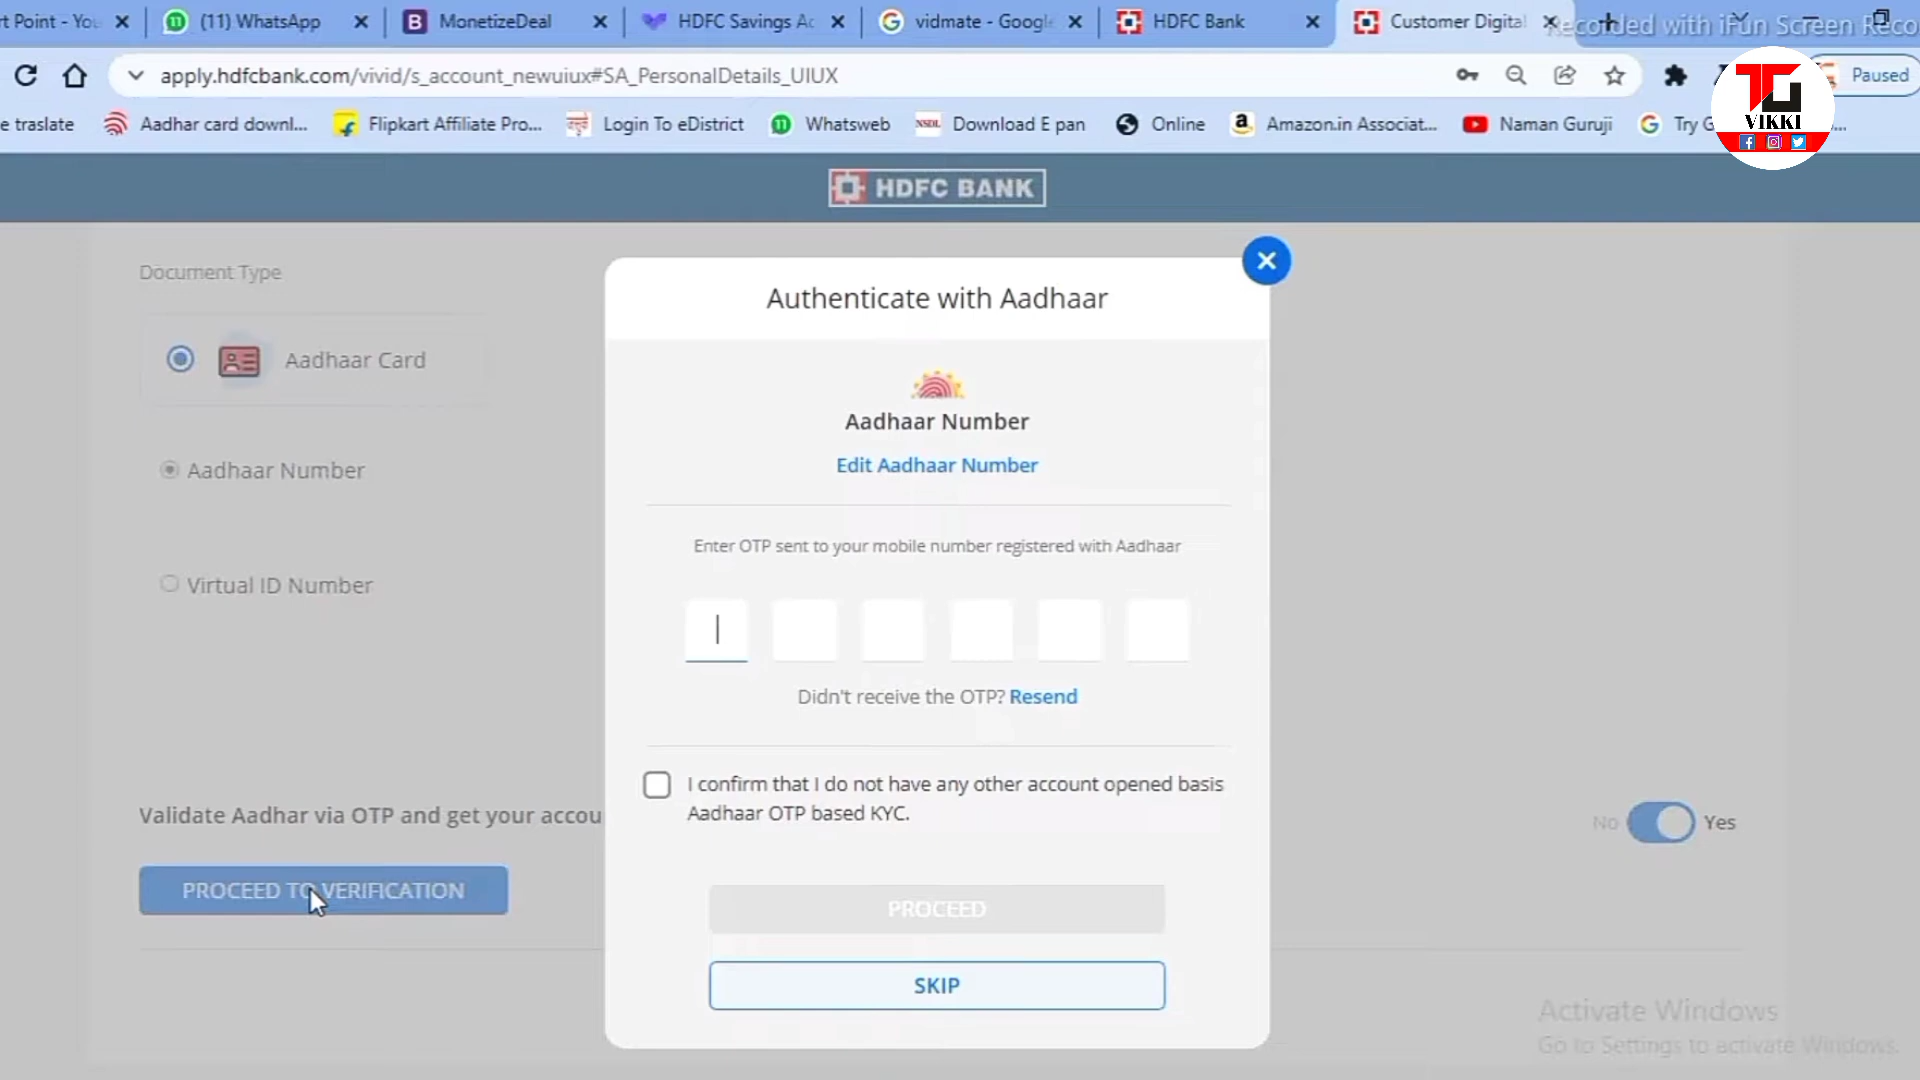 rt Point - You
(11) WhatsApp
MonetizeDeal
HDFC Savings Ac
vidmate - Google
HDFC Bank
Customer Digital
Recorded with iFun Screen Reco
apply.hdfcbank.com/vivid/s_account_newuiux#SA_PersonalDetails_UIUX
Paused
e traslate
Aadhar card downl...
Flipkart Affiliate Pro...
Login To eDistrict
Whatsweb
NSDL
Download E pan
Online
Amazon.in Associat...
Naman Guruji
Try G
VIKKI
HDFC BANK
Document Type
Aadhaar Card
Aadhaar Number
Virtual ID Number
Validate Aadhar via OTP and get your accou
No
Yes
PROCEED TO VERIFICATION
Authenticate with Aadhaar
Aadhaar Number
Edit Aadhaar Number
Enter OTP sent to your mobile number registered with Aadhaar
Didn't receive the OTP? Resend
I confirm that I do not have any other account opened basis
Aadhaar OTP based KYC.
PROCEED
SKIP
Activate Windows
Go to Settings to activate Windows.